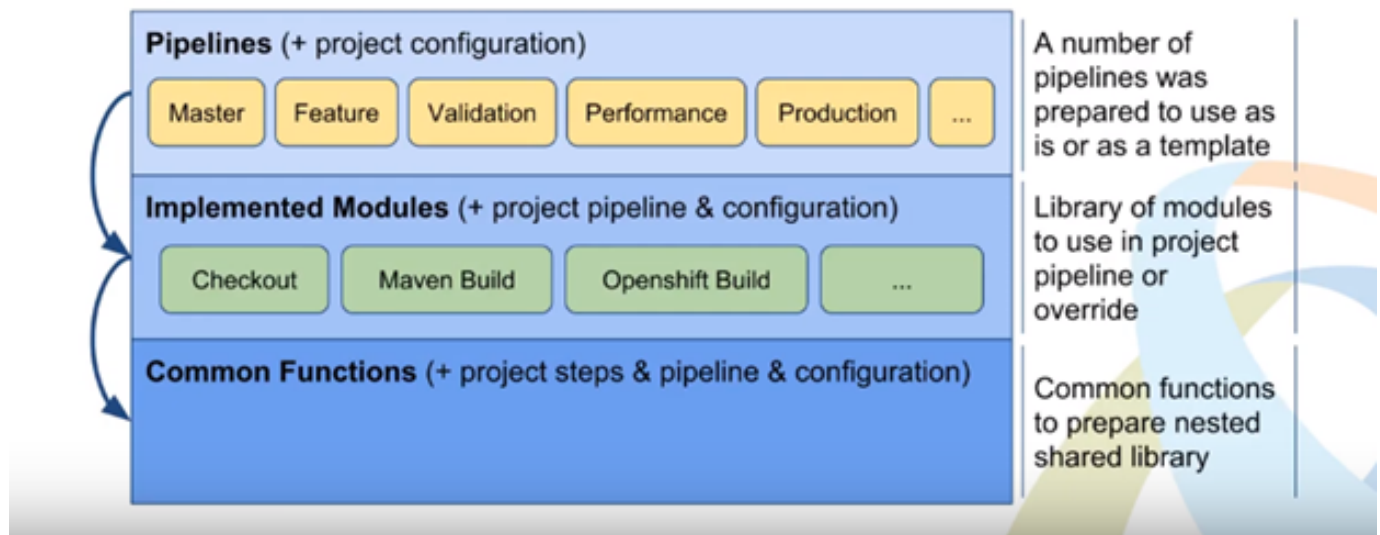 Pipelines (+ project configuration)
Master
Feature
Validation
Performance
Production
...
A number of
pipelines was
prepared to use as
is or as a template
Implemented Modules (+ project pipeline & configuration)
Checkout
Maven Build
Openshift Build
...
Library of modules
to use in project
pipeline or
override
Common Functions (+ project steps & pipeline & configuration)
Common functions
to prepare nested
shared library